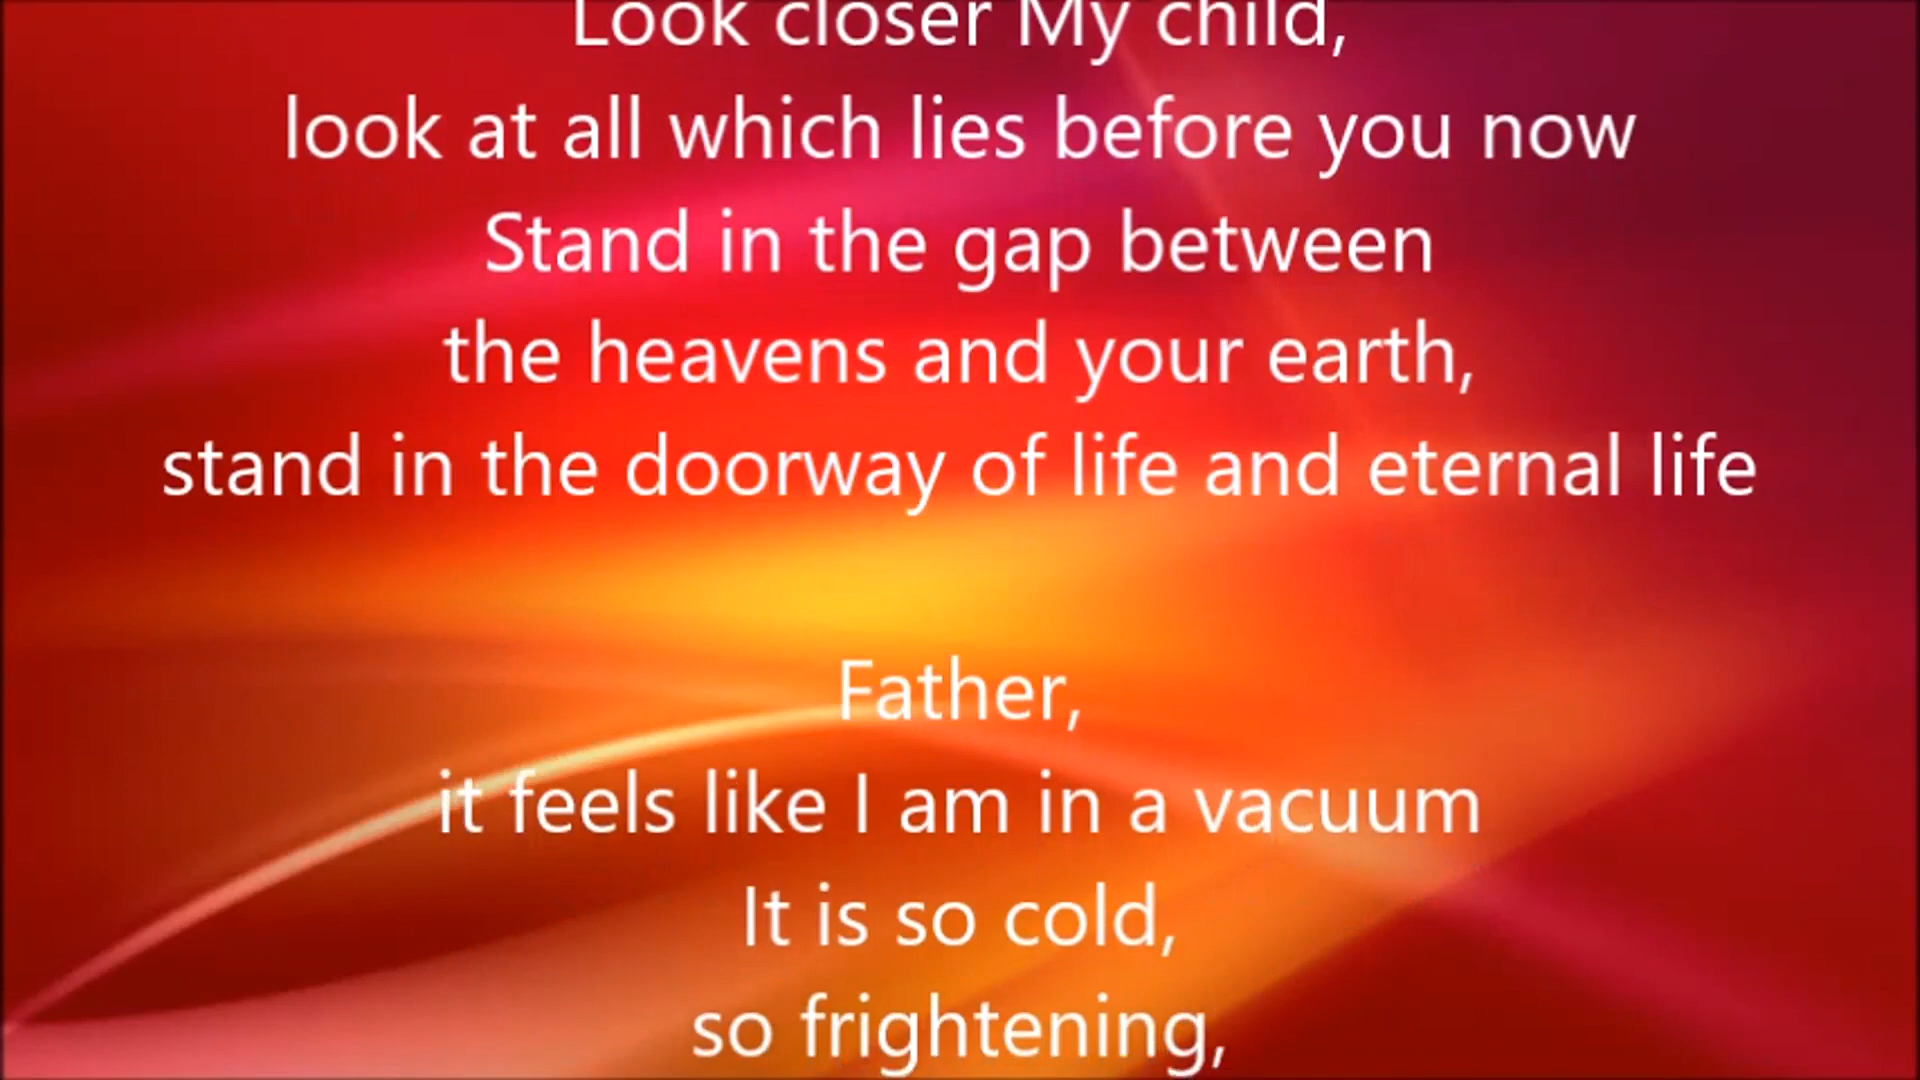 Look closer My child,
look at all which lies before you now
Stand in the gap between
the heavens and your earth,
stand in the doorway of life and eternal life
Father,
it feels like I am in a vacuum
It is so cold,
so frightening,